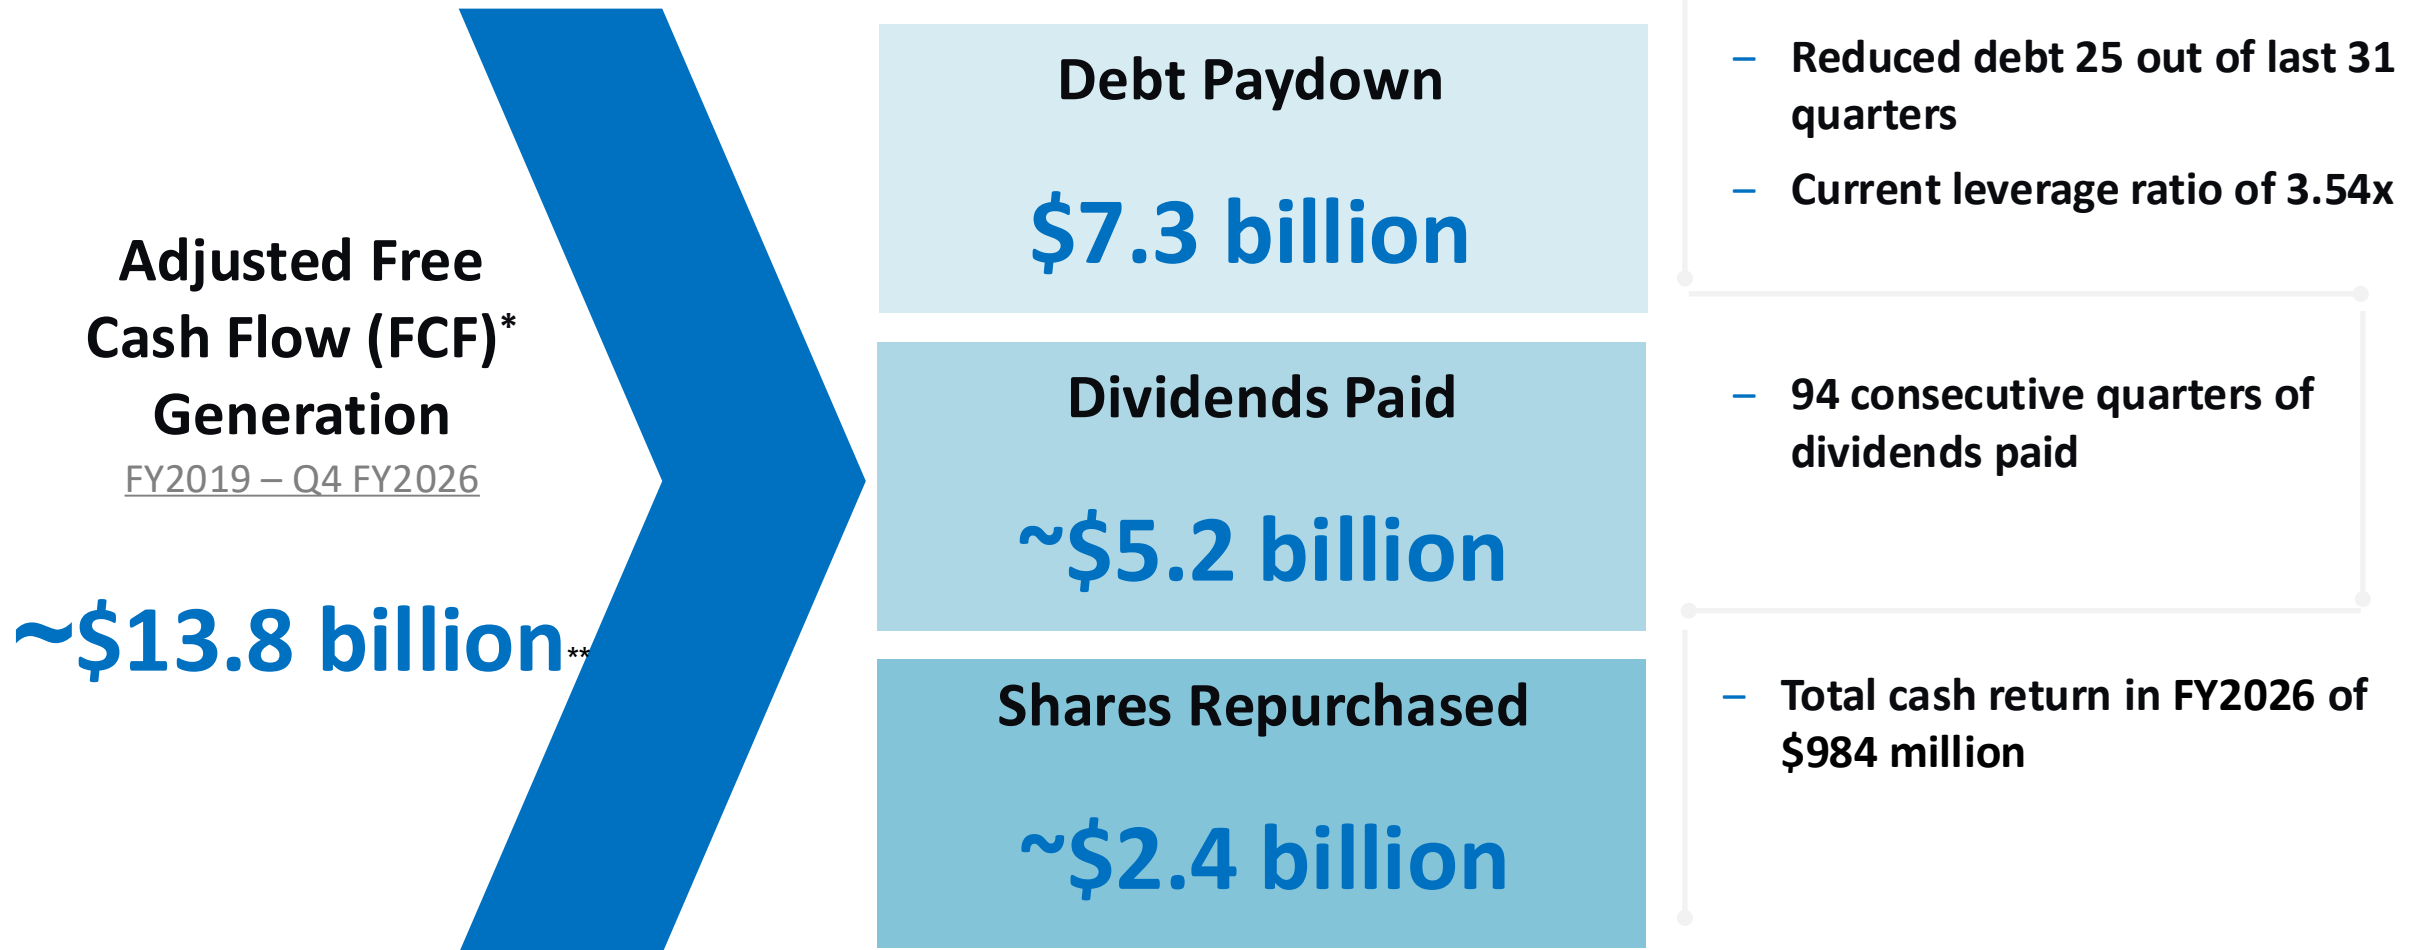 Adjusted Free
Cash Flow (FCF)*
Generation
FY2019 – Q4 FY2026
~$13.8 billion**
Debt Paydown
$7.3 billion
– Reduced debt 25 out of last 31
quarters
– Current leverage ratio of 3.54x
Dividends Paid
~$5.2 billion
– 94 consecutive quarters of
dividends paid
Shares Repurchased
~$2.4 billion
– Total cash return in FY2026 of
$984 million